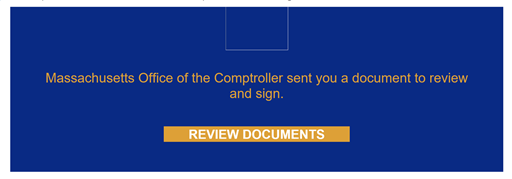 Massachusetts Office of the Comptroller sent you a document to review
and sign.
REVIEW DOCUMENTS